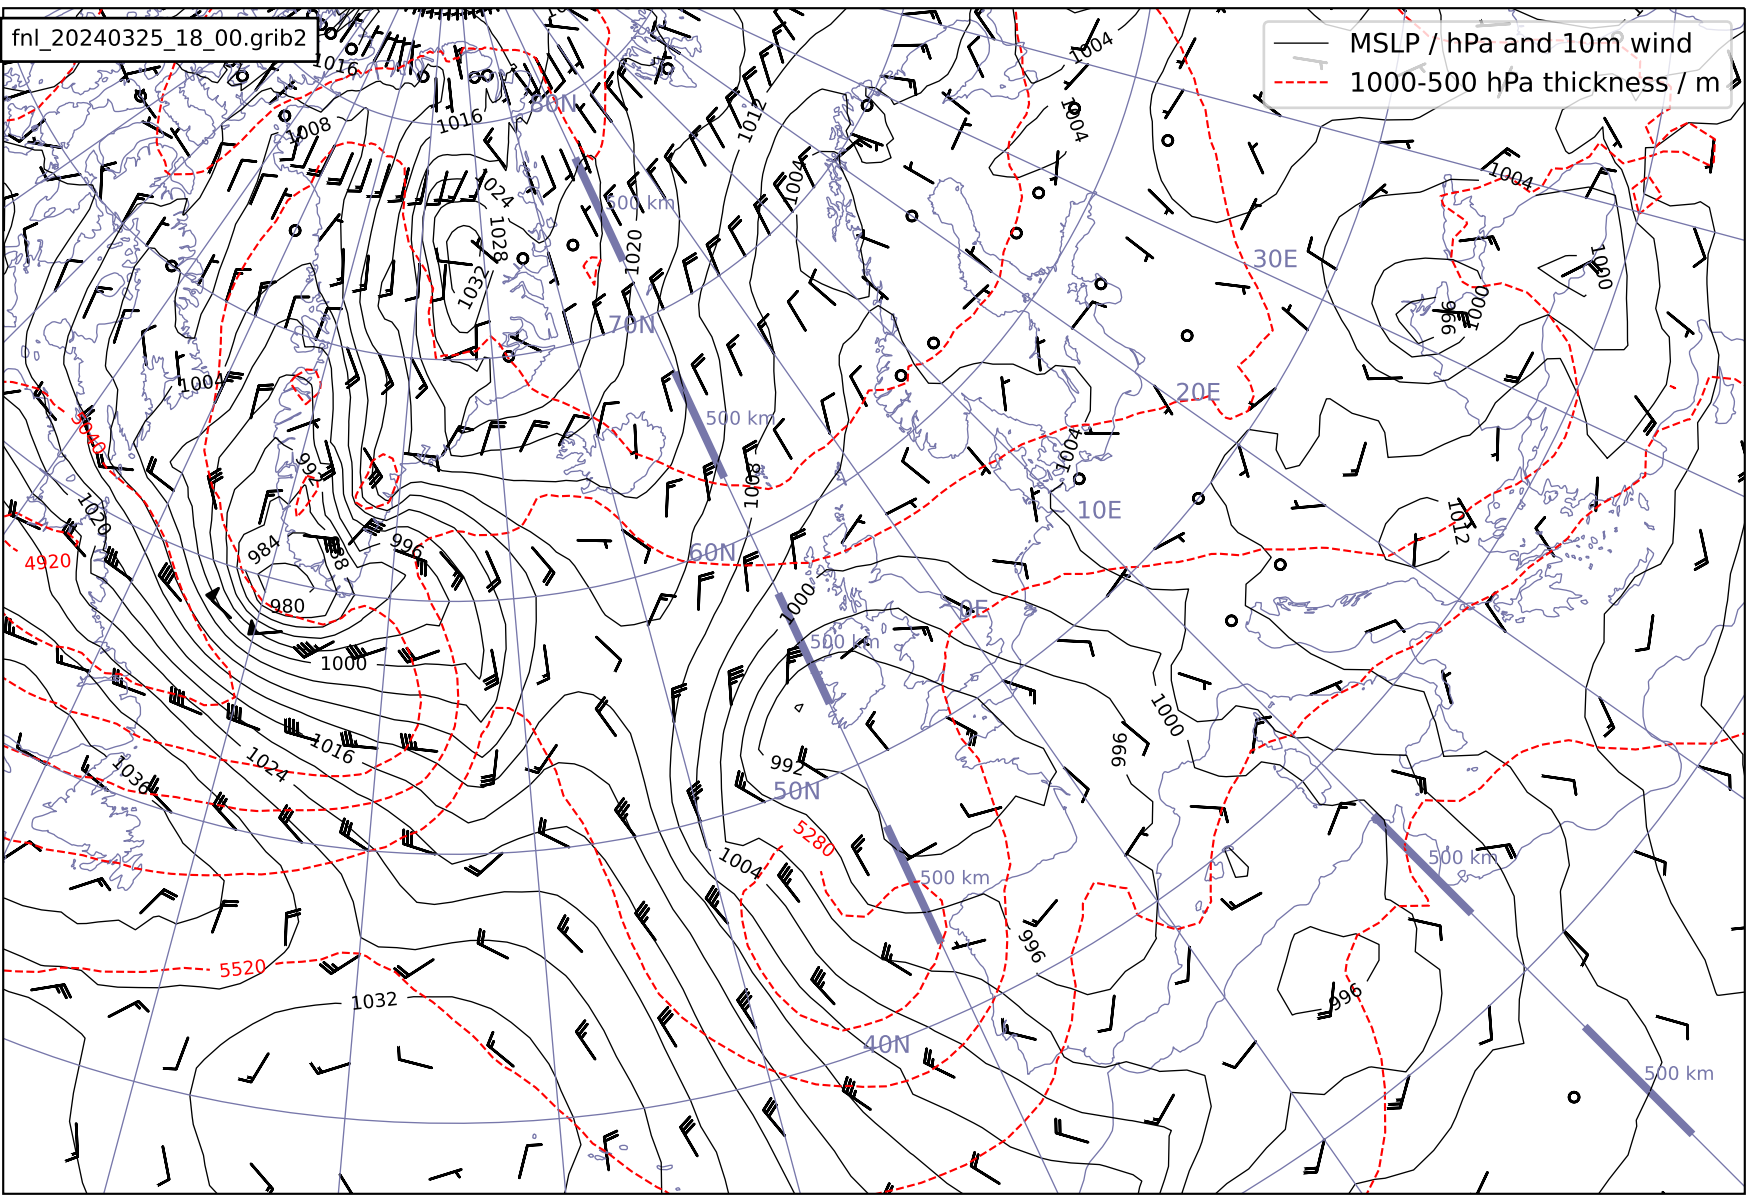 fnl_20240325_18_00.grib2
MSLP / hPa and 10m wind
1000-500 hPa thickness / m
1016
1004
80N
1008
1016
1012
1004
1004
1024
1004
500 km
1028
1020
30E
1000
1032
1000
996
70N
1004
20E
500 km
5040
1004
992
1008
1020
10E
1012
984
988
996
60N
4920
980
1000
0E
500 km
1000
1000
1016
996
1024
1036
992
50N
5280
1004
500 km
500 km
996
5520
1032
996
40N
500 km